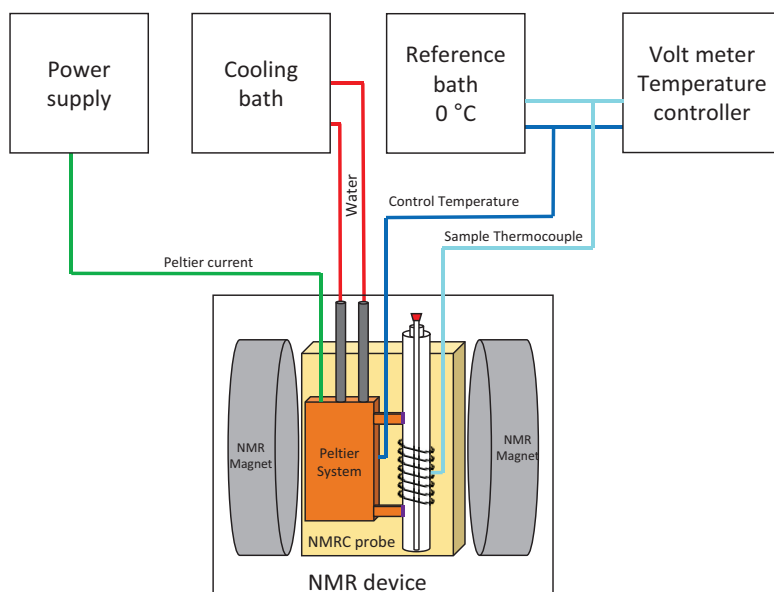 Power
supply
Cooling
bath
Reference
bath
0 °C
Volt meter
Temperature
controller
Water
Control Temperature
Sample Thermocouple
Peltier current
NMR
Magnet
Peltier
System
NMR
Magnet
NMRC probe
NMR device